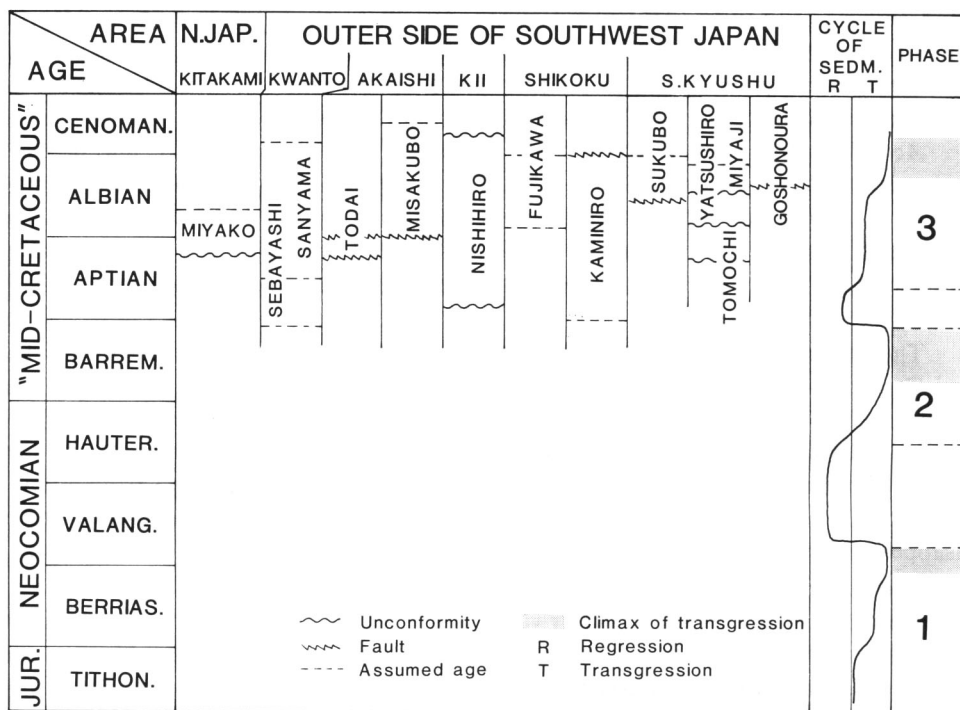 AREA
AGE
N.JAP.
OUTER SIDE OF SOUTHWEST JAPAN
CYCLE
OF
SEDM.
R T
PHASE
KITAKAMI
KWANTO
AKAISHI
KII
SHIKOKU
S.KYUSHU
"MID-CRETACEOUS"
CENOMAN.
ALBIAN
APTIAN
BARREM.
NEOCOMIAN
HAUTER.
VALANG.
BERRIAS.
JUR.
TITHON.
MIYAKO
SEBAYASHI
SANYAMA
TODAI
MISAKUBO
NISHIHIRO
FUJIKAWA
KAMINIRO
SUKUBO
YATSUSHIRO
TOMOCHI
MIYAJI
GOSHONOURA
3
2
1
Unconformity
Fault
Assumed age
Climax of transgression
R Regression
T Transgression